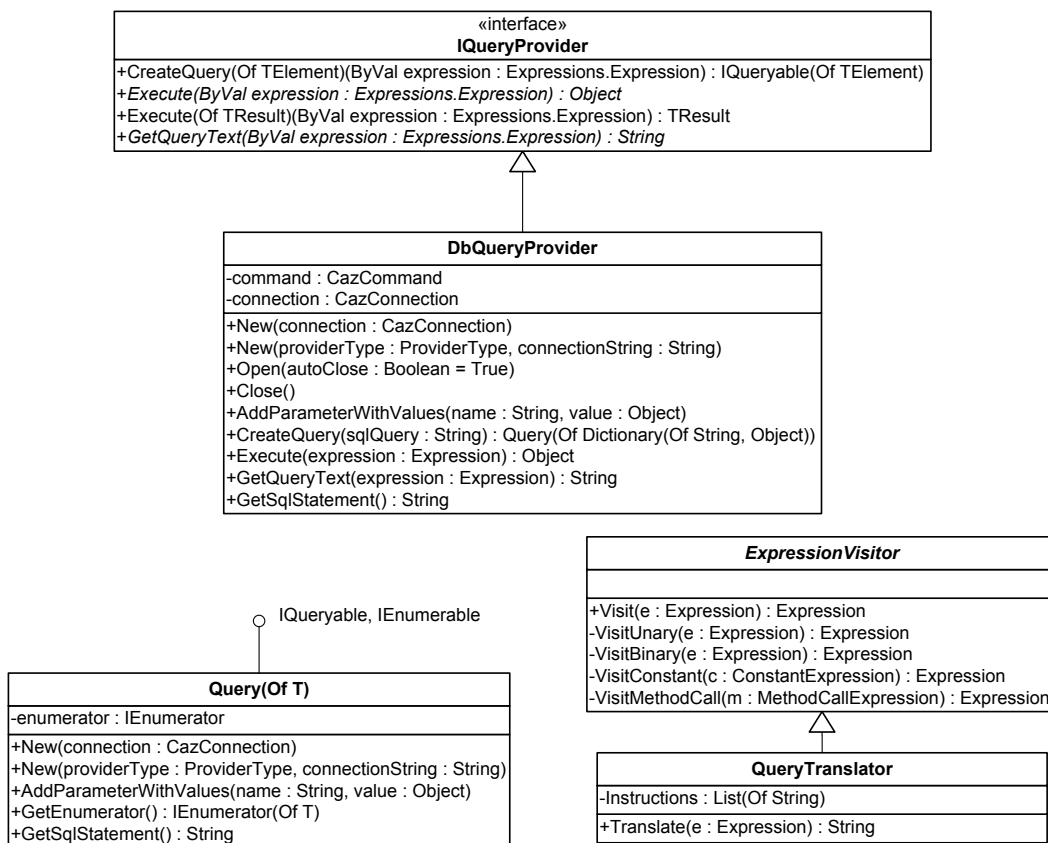 «interface»
IQueryProvider
+CreateQuery(Of TElement)(ByVal expression : Expressions.Expression) : IQueryable(Of TElement)
+Execute(ByVal expression : Expressions.Expression) : Object
+Execute(Of TResult)(ByVal expression : Expressions.Expression) : TResult
+GetQueryText(ByVal expression : Expressions.Expression) : String
DbQueryProvider
-command : CazCommand
-connection : CazConnection
+New(connection : CazConnection)
+New(providerType : ProviderType, connectionString : String)
+Open(autoClose : Boolean = True)
+Close()
+AddParameterWithValues(name : String, value : Object)
+CreateQuery(sqlQuery : String) : Query(Of Dictionary(Of String, Object))
+Execute(expression : Expression) : Object
+GetQueryText(expression : Expression) : String
+GetSqlStatement() : String
IQueryable, IEnumerable
Query(Of T)
-enumerator : IEnumerator
+New(connection : CazConnection)
+New(providerType : ProviderType, connectionString : String)
+AddParameterWithValues(name : String, value : Object)
+GetEnumerator() : IEnumerator(Of T)
+GetSqlStatement() : String
ExpressionVisitor
+Visit(e : Expression) : Expression
-VisitUnary(e : Expression) : Expression
-VisitBinary(e : Expression) : Expression
-VisitConstant(c : ConstantExpression) : Expression
-VisitMethodCall(m : MethodCallExpression) : Expression
QueryTranslator
-Instructions : List(Of String)
+Translate(e : Expression) : String